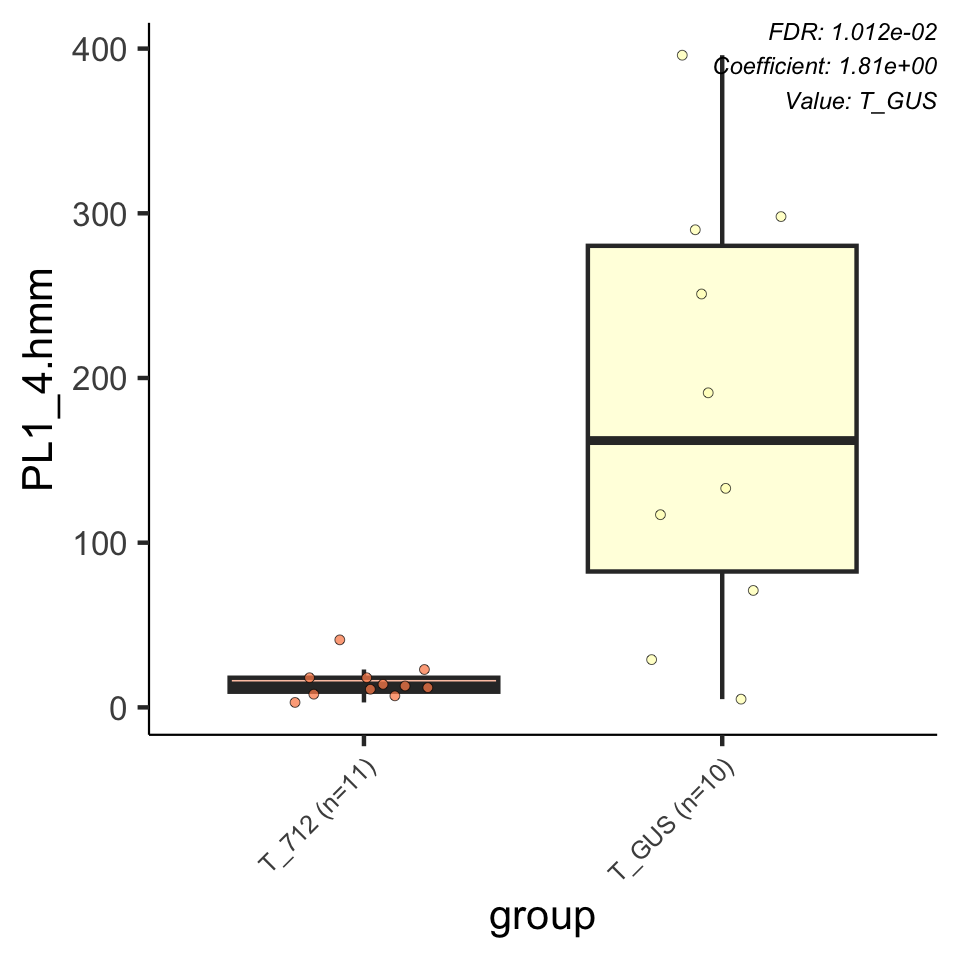 FDR: 1.012e-02
Coefficient: 1.81e+00
Value: T_GUS
PL1_4.hmm
400
300
200
100
0
T_712 (n=11)
T_GUS (n=10)
group